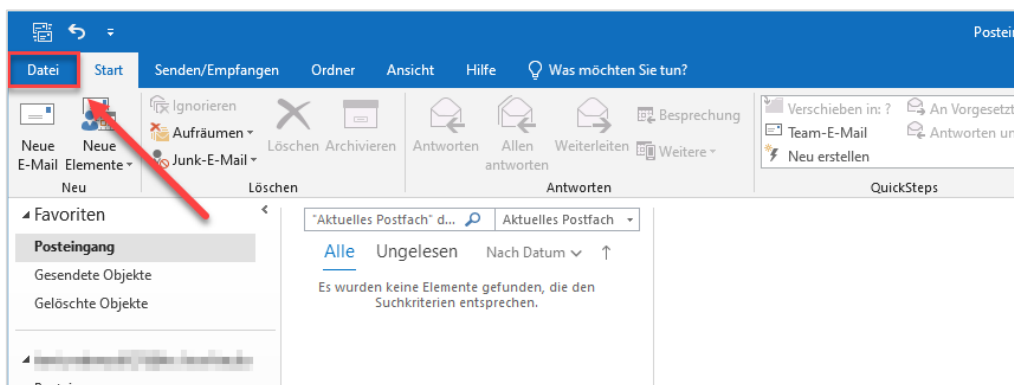 Postein
Datei Start Senden/Empfangen Ordner Ansicht Hilfe Was möchten Sie tun?
Neue E-Mail
Neue Elemente
Neu
Ignorieren
Aufräumen
Junk-E-Mail
Löschen Archivieren
Löschen
Antworten
Allen antworten
Weiterleiten
Besprechung
Weitere
Antworten
Verschieben in: ?
Team-E-Mail
Neu erstellen
An Vorgesetzt
Antworten un
QuickSteps
Favoriten
Posteingang
Gesendete Objekte
Gelöschte Objekte
"Aktuelles Postfach" d... Aktuelles Postfach
Alle Ungelesen Nach Datum
Es wurden keine Elemente gefunden, die den
Suchkriterien entsprechen.